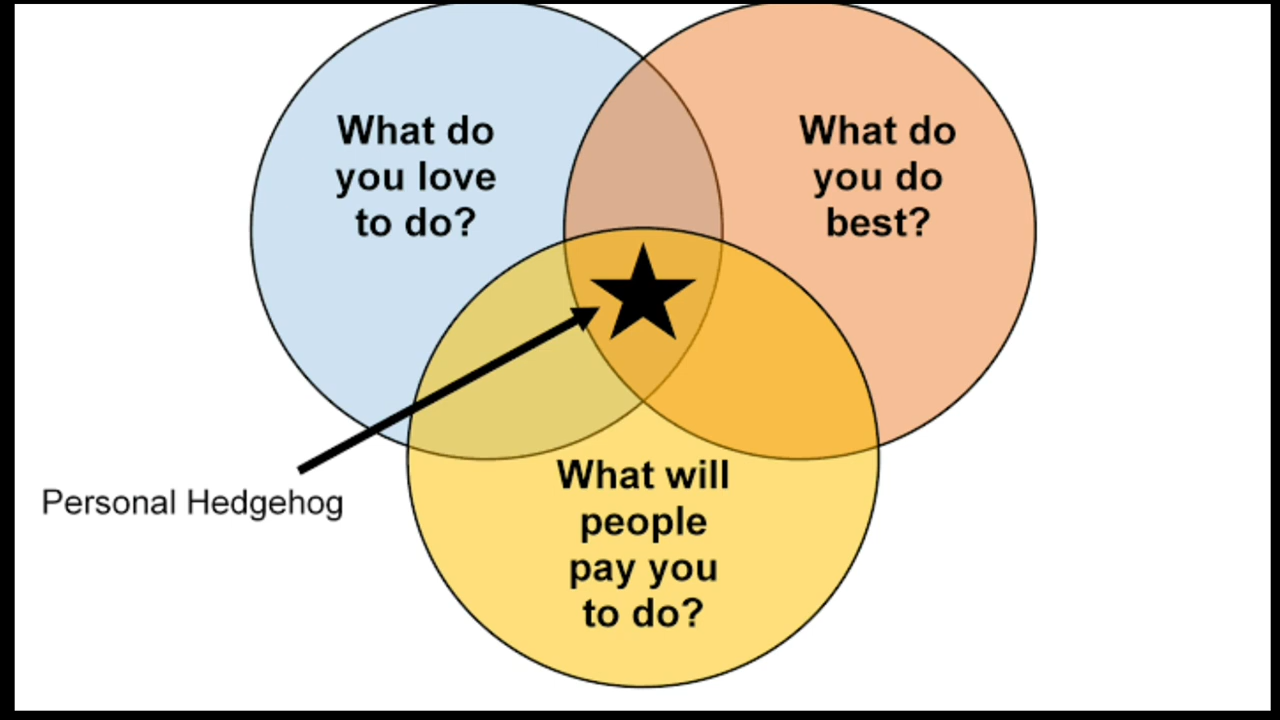 What do
you love
to do?
What do
you do
best?
What will
people
pay you
to do?
Personal Hedgehog